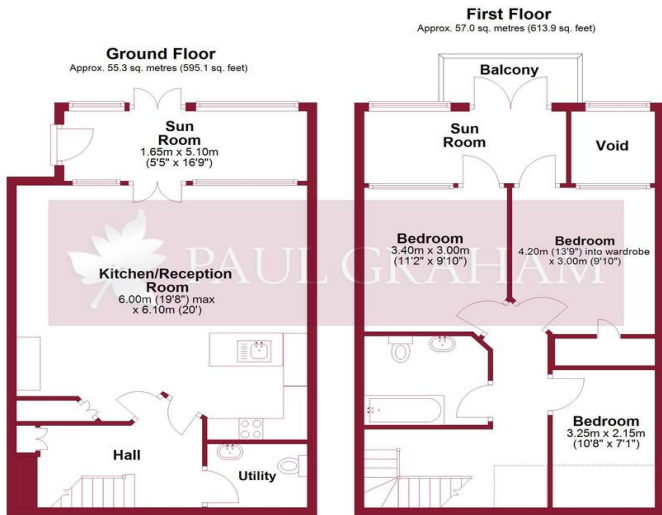 Ground Floor
Approx. 55.3 sq. metres (595.1 sq. feet)
Sun
Room
1.65m x 5.10m
(5'5" x 16'9")
Kitchen/Reception
Room
6.00m (19'8") max
x 6.10m (20')
Hall
Utility
First Floor
Approx. 57.0 sq. metres (613.9 sq. feet)
Balcony
Sun
Room
Void
Bedroom
3.40m x 3.00m
(11'2" x 9'10")
Bedroom
4.20m (13'9") into wardrobe
x 3.00m (9'10")
Bedroom
3.25m x 2.15m
(10'8" x 7'1")
PAUL GRAHAM